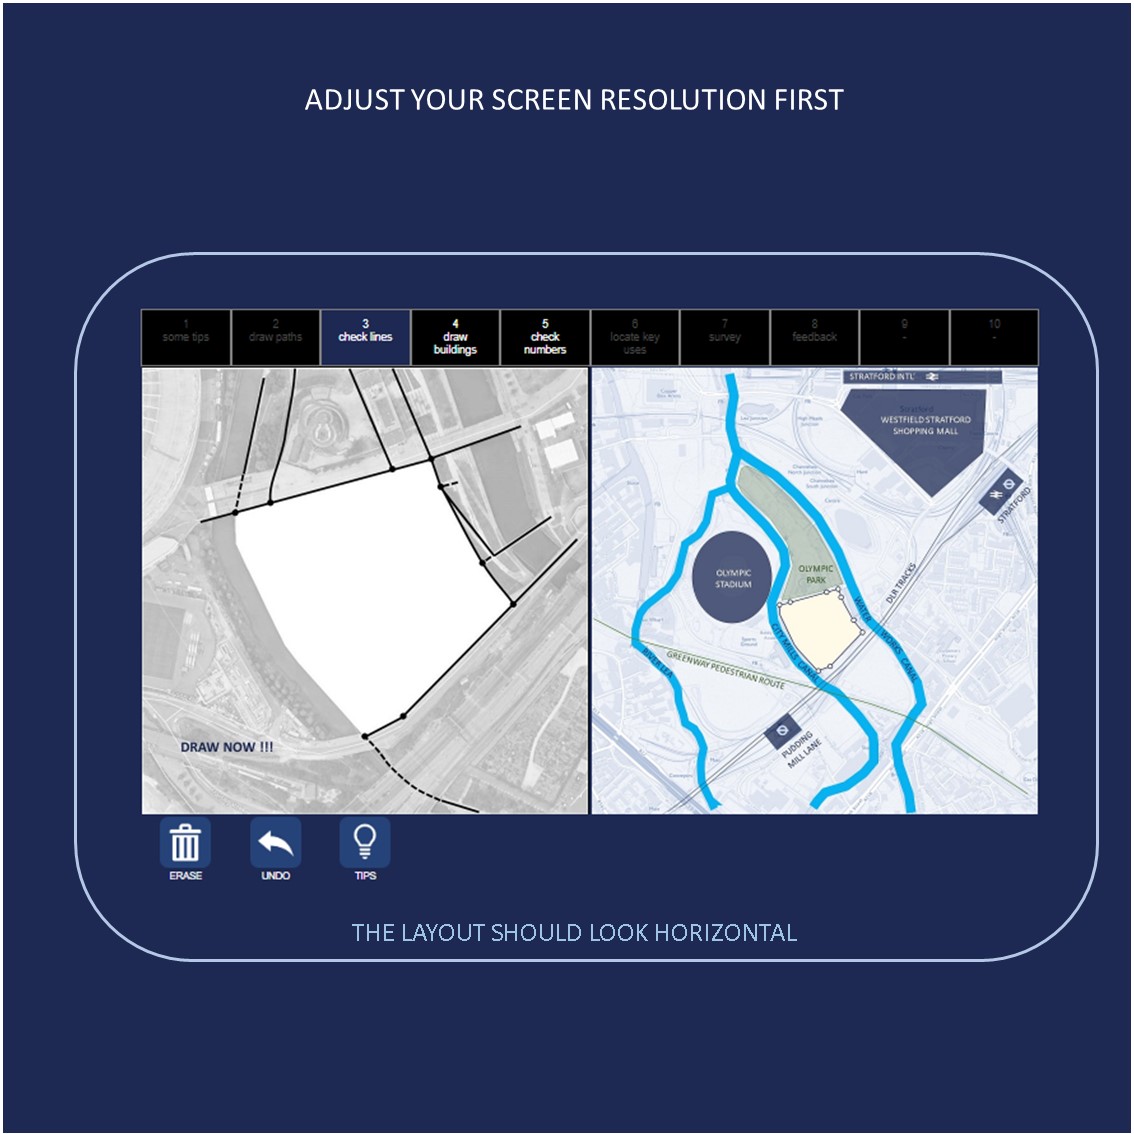 ADJUST YOUR SCREEN RESOLUTION FIRST
1
some tips
2
draw paths
3
check lines
4
draw
buildings
5
check
numbers
6
locate key
uses
7
survey
8
feedback
9
-
10
-
DRAW NOW !!!
STRATFORD INT'
WESTFIELD STRATFORD
SHOPPING MALL
STRATFORD
OLYMPIC
STADIUM
OLYMPIC
PARK
DLR TRACKS
WATER WORKS CANAL
CITY MILLS CANAL
RIVER LEA
GREENWAY PEDESTRIAN ROUTE
PUDDING
MILL LANE
ERASE
UNDO
TIPS
THE LAYOUT SHOULD LOOK HORIZONTAL